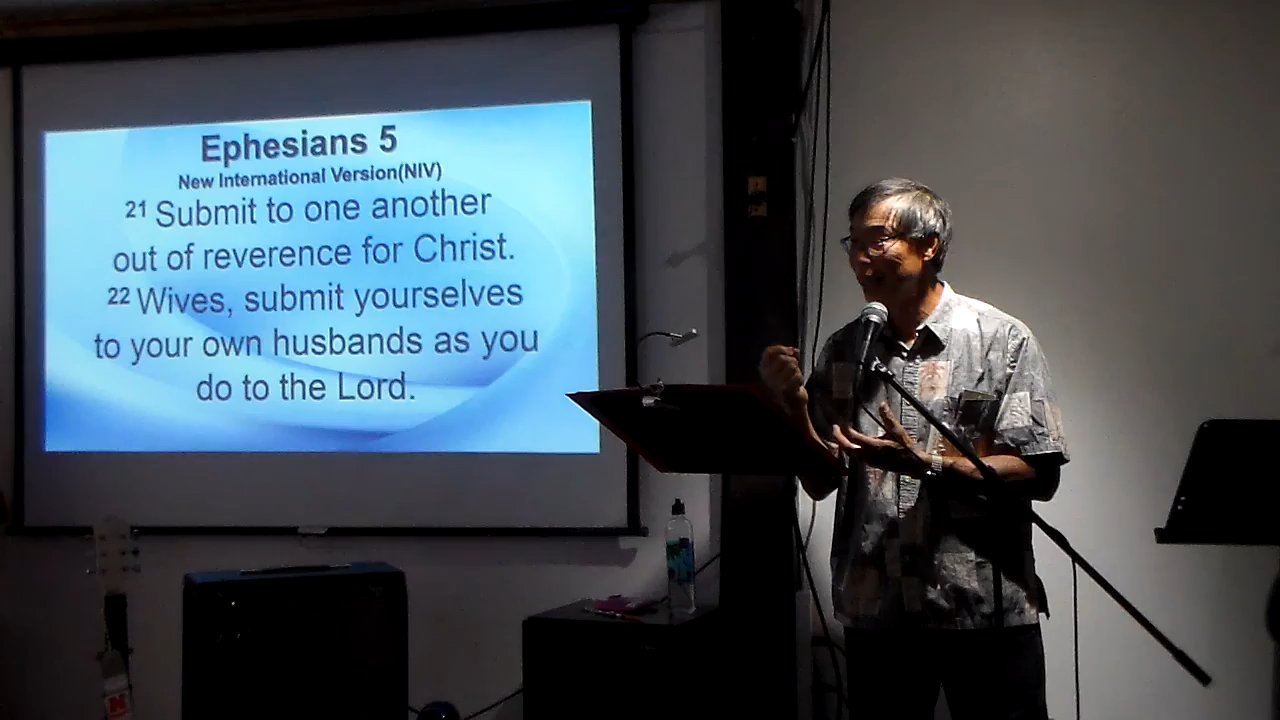 Ephesians 5
New International Version(NIV)
21 Submit to one another
out of reverence for Christ.
22 Wives, submit yourselves
to your own husbands as you
do to the Lord.
N